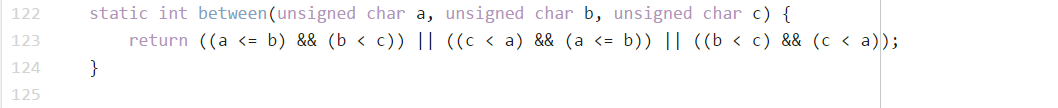 122 static int between(unsigned char a, unsigned char b, unsigned char c) {
123 return ((a <= b) && (b < c)) || ((c < a) && (a <= b)) || ((b < c) && (c < a));
124 }
125